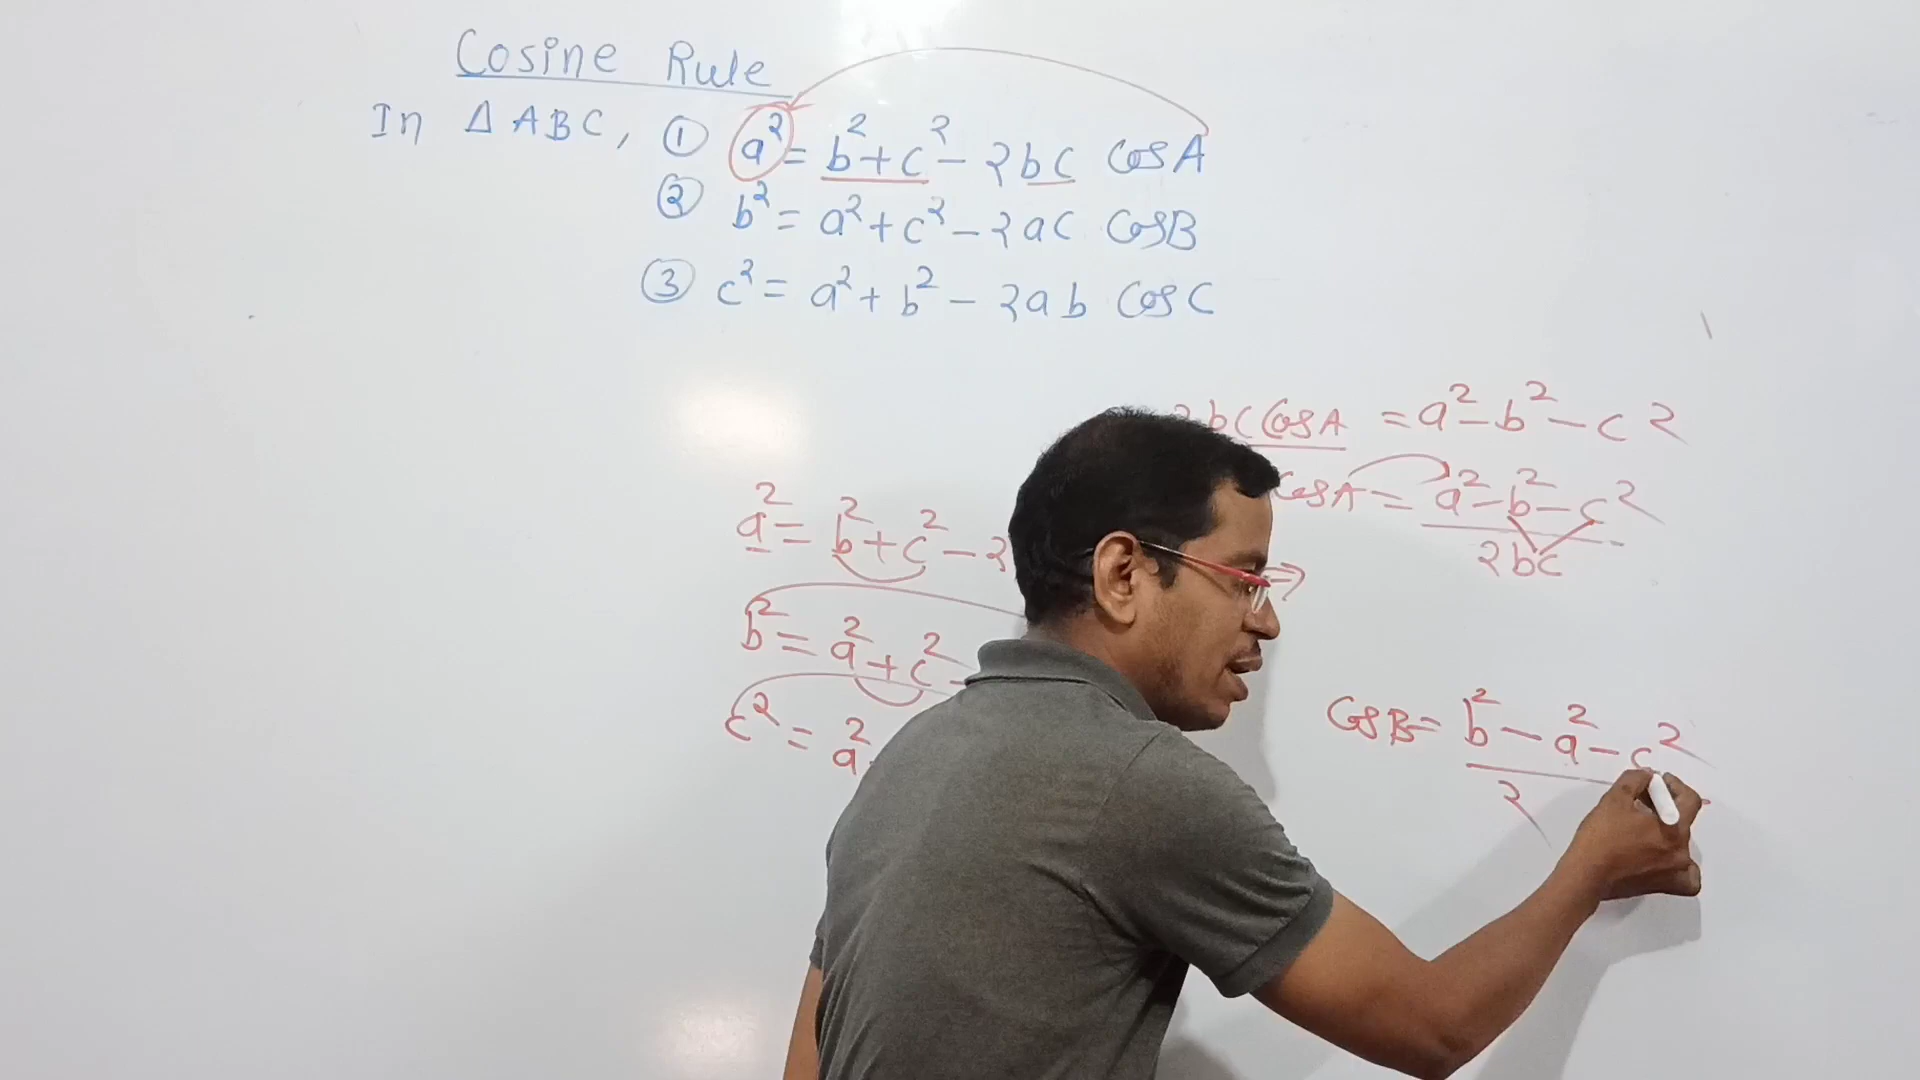 Cosine Rule
In Δ ABC, ① a² = b² + c² - 2bc CosA
② b² = a² + c² - 2ac CosB
③ c² = a² + b² - 2ab CosC
bc CosA = a² - b² - c²
CosA = a² - b² - c²
2bc
a² = b² + c² - 2
⇒
b² = a² + c² -
c² = a²
CosB = b² - a² - c²
2